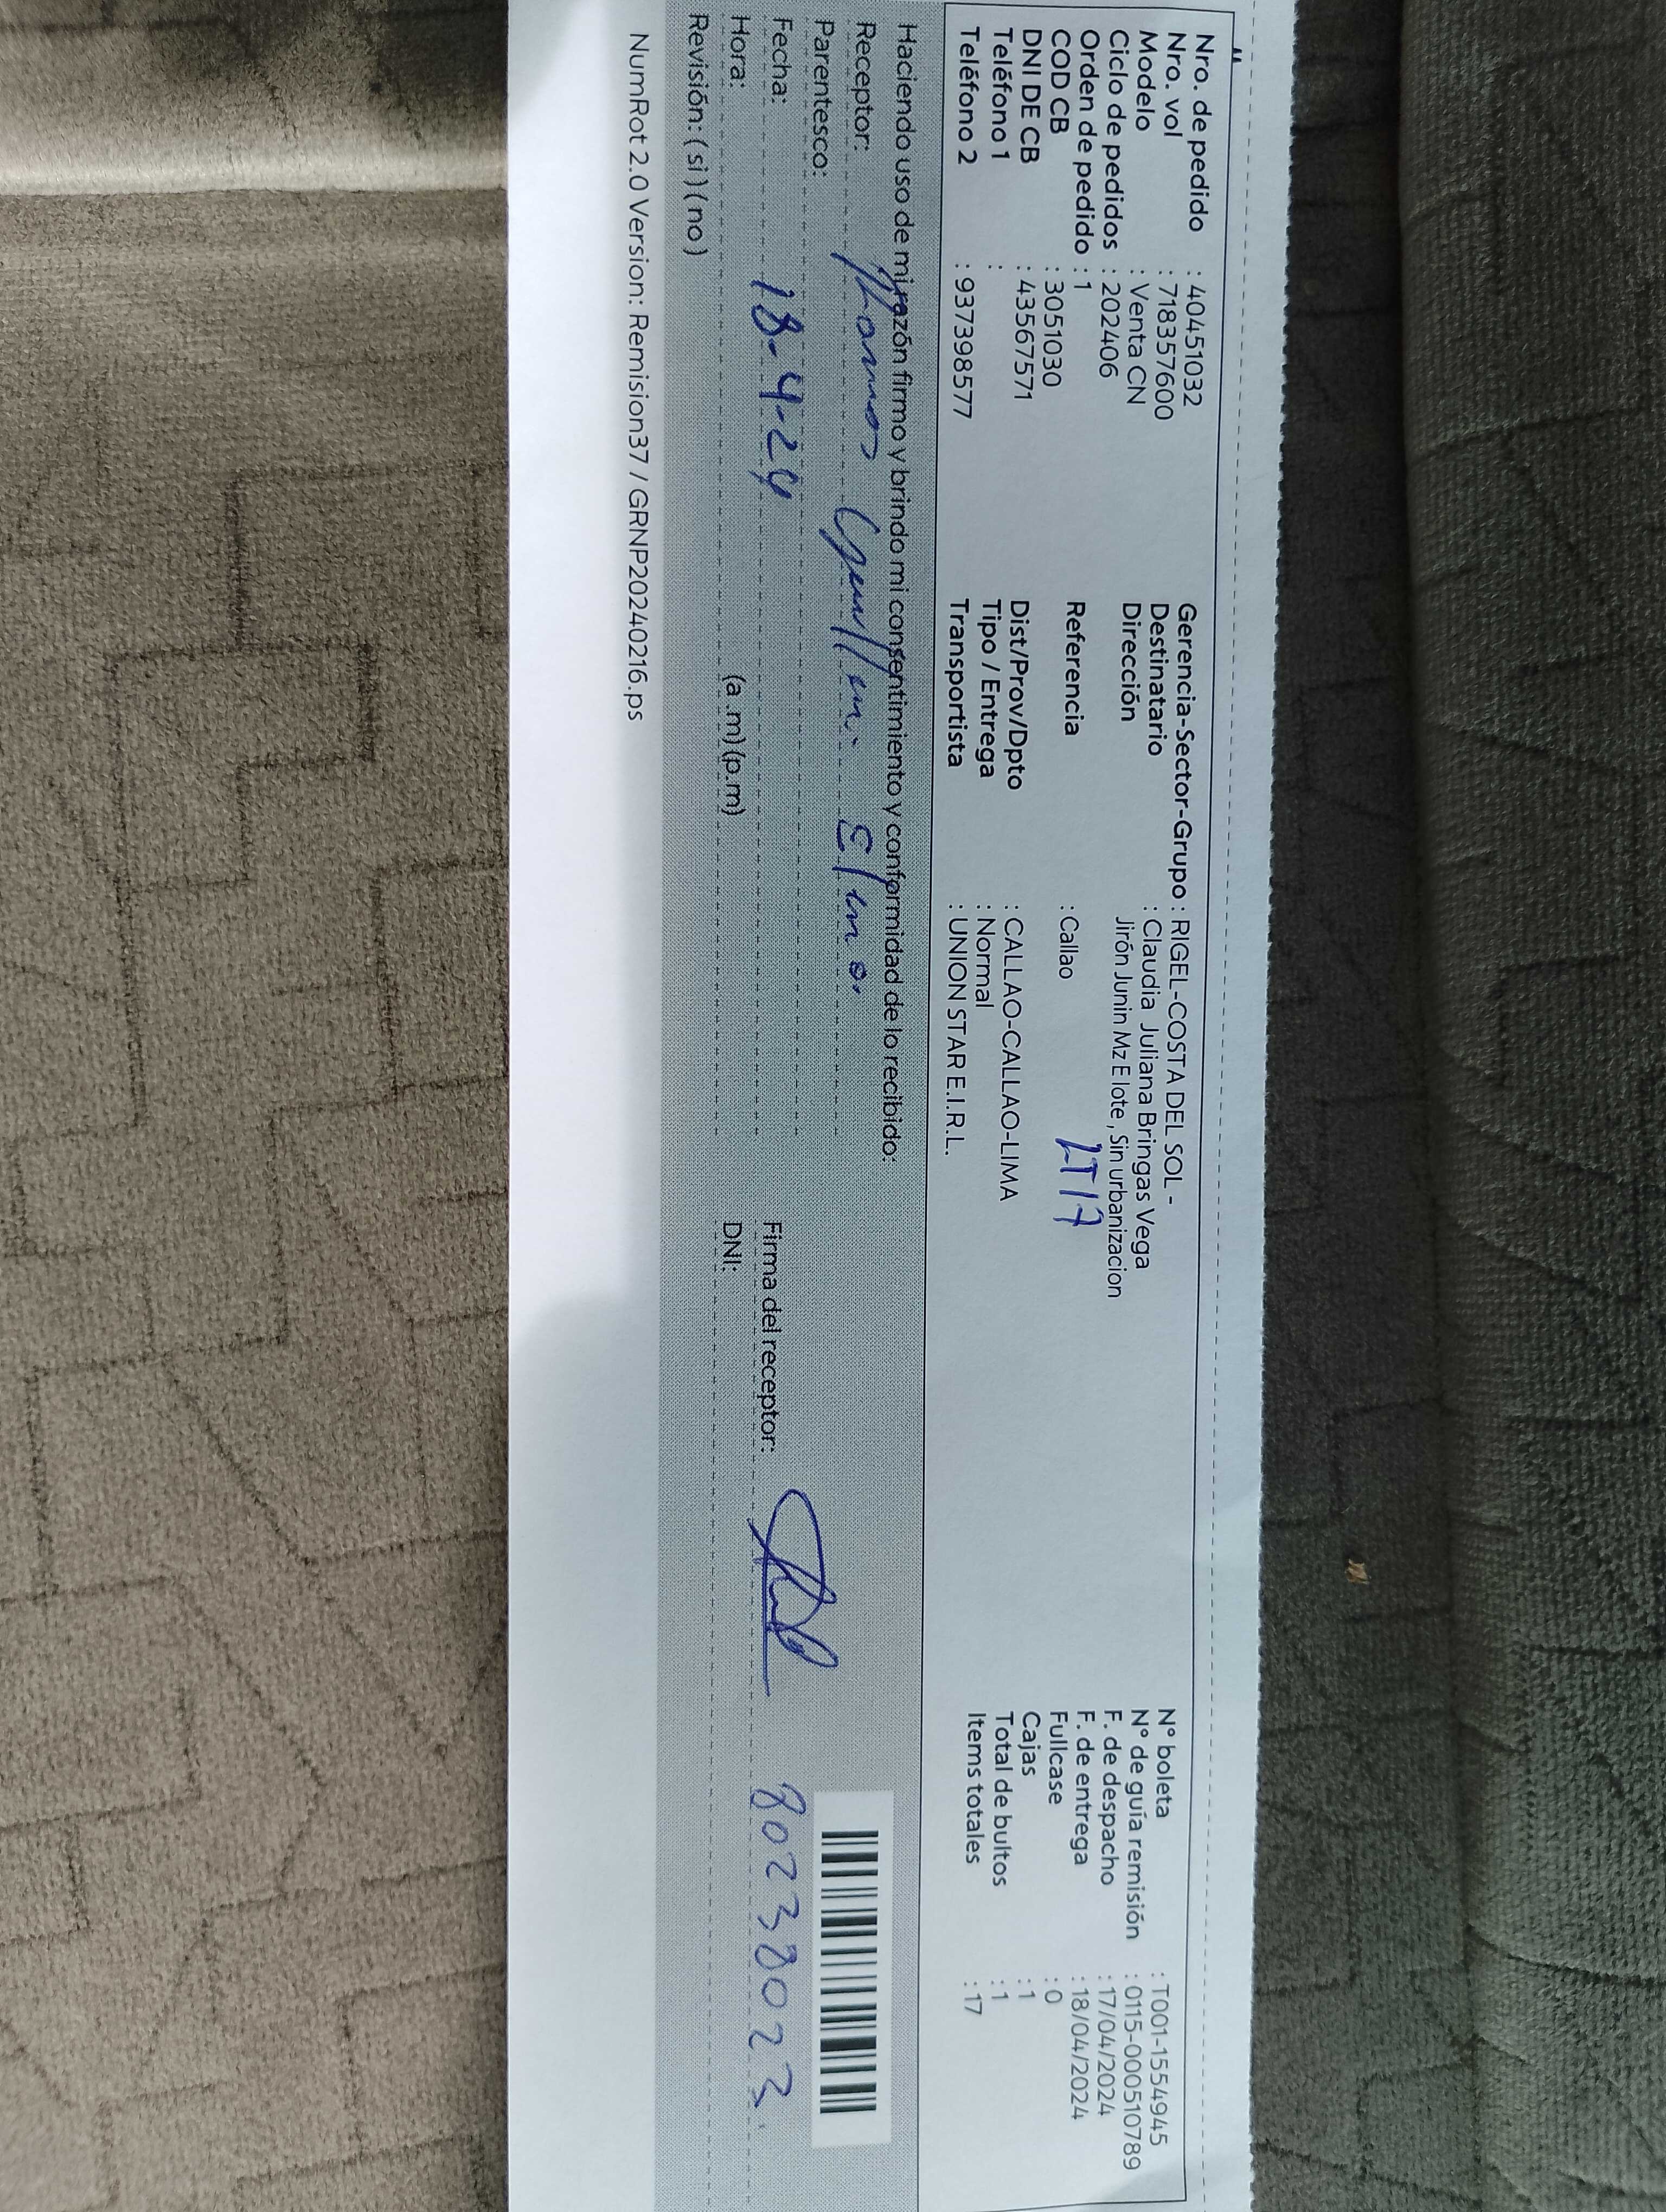 Nro. de pedido : 40451032
Nro. vol : 718357600
Modelo : Venta CN
Ciclo de pedidos : 202406
Orden de pedido : 1
COD CB : 3051030
DNI DE CB : 43567571
Teléfono 1 :
Teléfono 2 : 937398577
Gerencia-Sector-Grupo : RIGEL-COSTA DEL SOL -
Destinatario : Claudia Juliana Bringas Vega
Dirección Jirón Junin Mz E lote , Sin urbanizacion
LT17
Referencia : Callao
Dist/Prov/Dpto : CALLAO-CALLAO-LIMA
Tipo / Entrega : Normal
Transportista : UNION STAR E.I.R.L.
N° boleta : T001-1554945
N° de guía remisión : 0115-000510789
F. de despacho : 17/04/2024
F. de entrega : 18/04/2024
Fullcase : 0
Cajas : 1
Total de bultos : 1
Items totales : 17
Haciendo uso de mi razón firmo y brindo mi consentimiento y conformidad de lo recibido:
Receptor:
Parentesco:
Fecha: 18-4-24
Firma del receptor:
80238023
Hora: (a .m) (p.m) DNI:
Revisión: ( si ) ( no )
NumRot 2.0 Version: Remision37 / GRNP20240216.ps